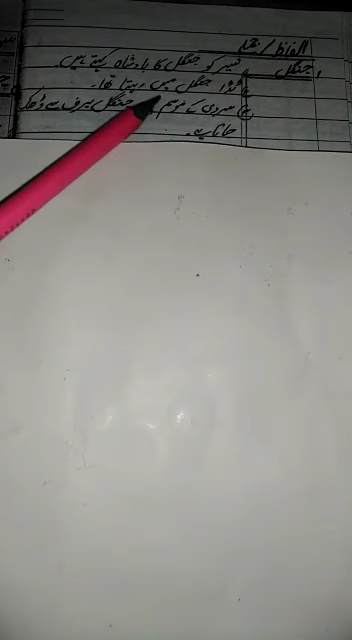 الفاظ / جملے
۱ جنگل شیر کو جنگل کا بادشاہ کہتے ہیں۔
جنگل میں رہتا تھا۔
سردی کے موسم جنگل برف سے ڈھک
جاتا ہے۔